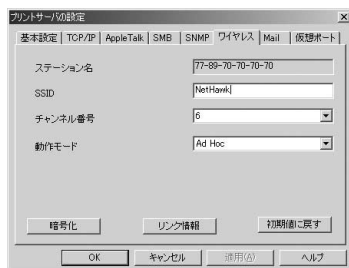 プリントサーバの設定
基本設定 TCP/IP AppleTalk SMB SNMP ワイヤレス Mail 仮想ポート
ステーション名 77-89-70-70-70-70
SSID NetHawk
チャンネル番号 6
動作モード Ad Hoc
暗号化 リンク情報 初期値に戻す
OK キャンセル 適用(A) ヘルプ